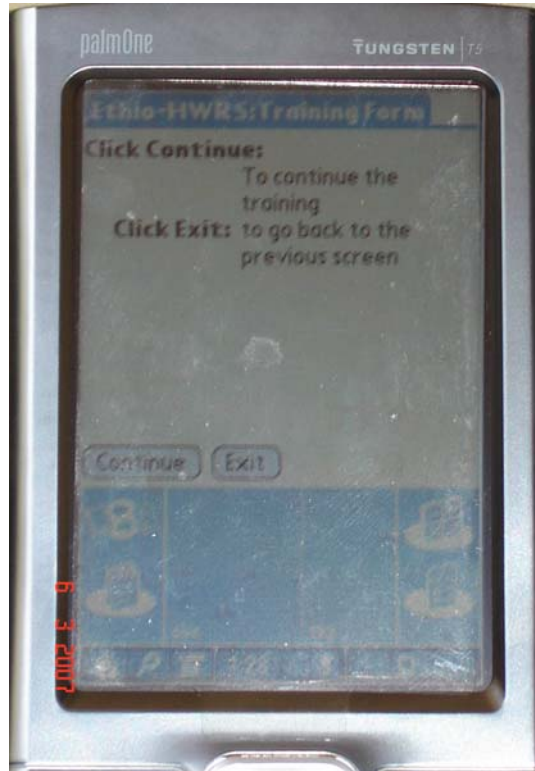 palmOne
TUNGSTEN | T5
Ethio-HWRS:Training Form
Click Continue:
To continue the
training
Click Exit: to go back to the
previous screen
Continue Exit
6 3 2007